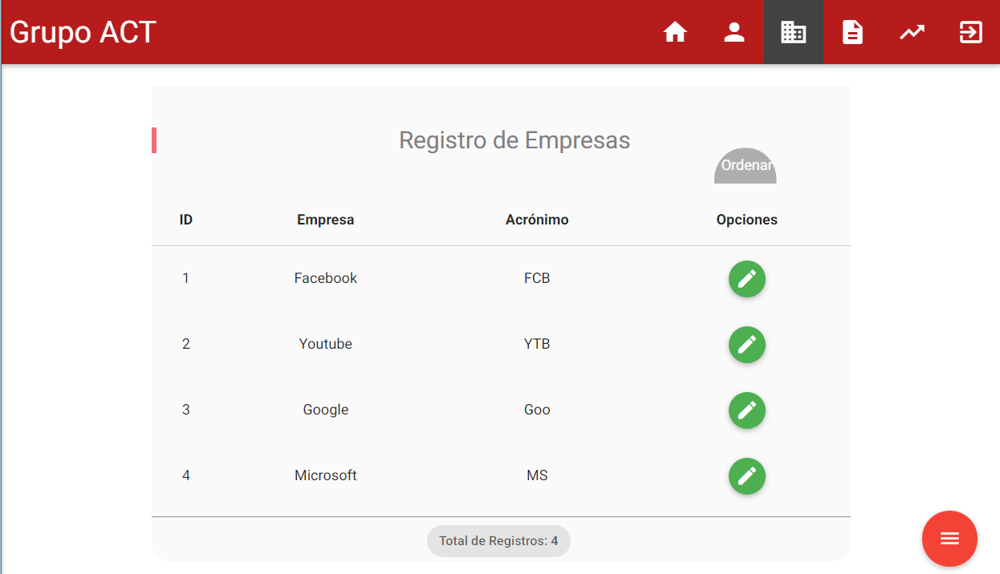 Grupo ACT
Registro de Empresas
Ordenar
ID Empresa Acrónimo Opciones
1 Facebook FCB
2 Youtube YTB
3 Google Goo
4 Microsoft MS
Total de Registros: 4